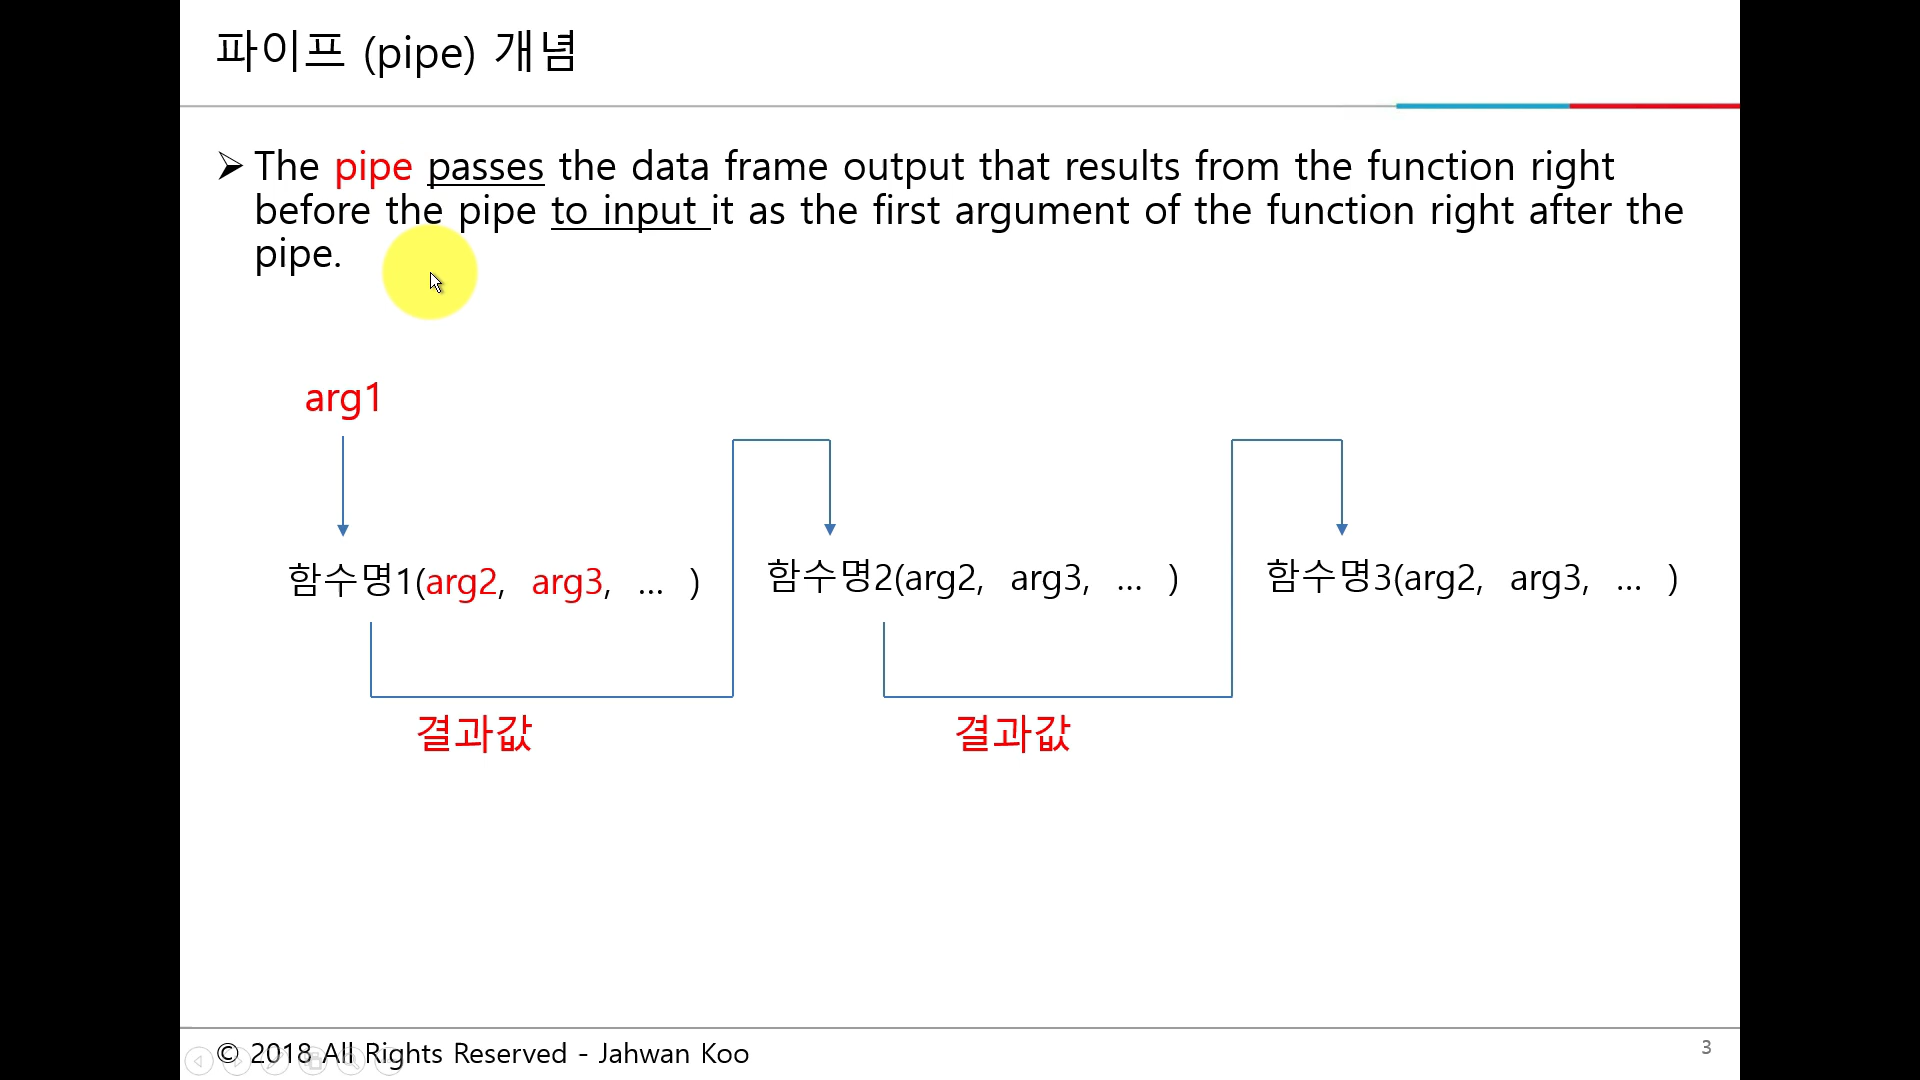 파이프 (pipe) 개념
➢ The pipe passes the data frame output that results from the function right
before the pipe to input it as the first argument of the function right after the
pipe.
arg1
함수명1(arg2, arg3, … )
함수명2(arg2, arg3, … )
함수명3(arg2, arg3, … )
결과값
결과값
© 2018 All Rights Reserved - Jahwan Koo
3